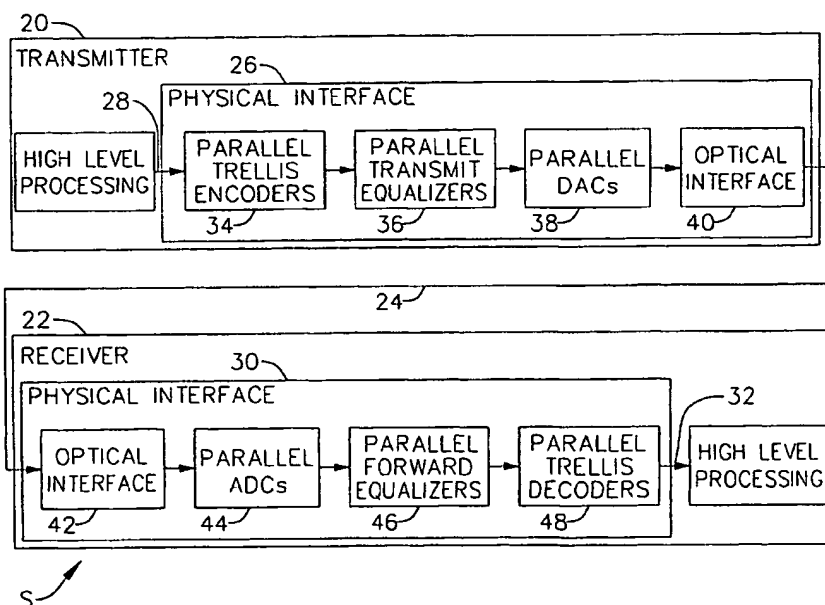 20
TRANSMITTER
26
28
PHYSICAL INTERFACE
HIGH LEVEL
PROCESSING
PARALLEL
TRELLIS
ENCODERS
34
PARALLEL
TRANSMIT
EQUALIZERS
36
PARALLEL
DACs
38
OPTICAL
INTERFACE
40
24
22
RECEIVER
30
PHYSICAL INTERFACE
32
OPTICAL
INTERFACE
42
PARALLEL
ADCs
44
PARALLEL
FORWARD
EQUALIZERS
46
PARALLEL
TRELLIS
DECODERS
48
HIGH LEVEL
PROCESSING
S